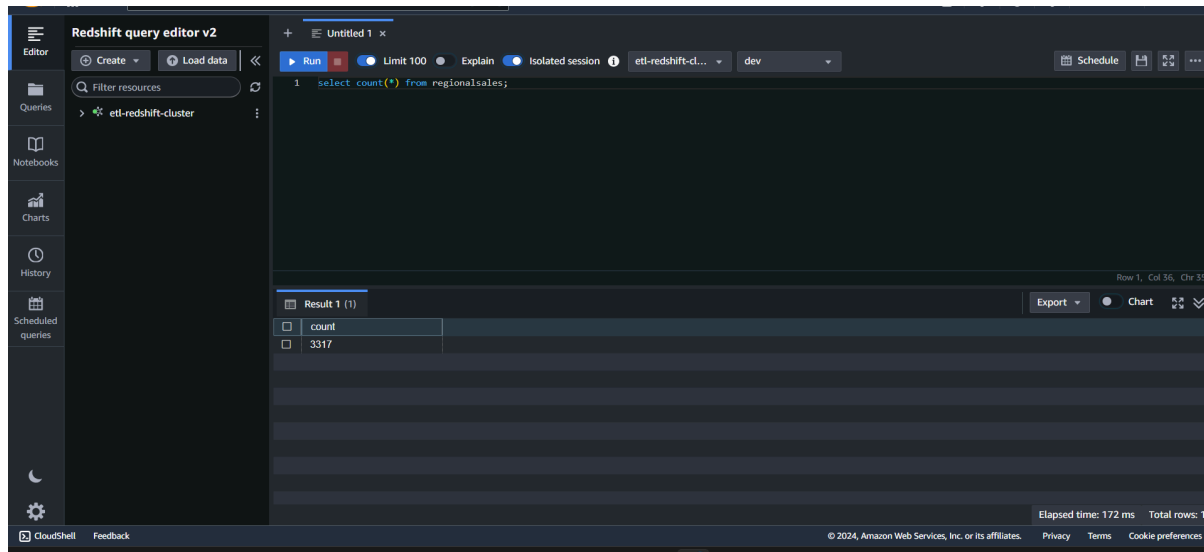 Redshift query editor v2
Editor
Create
Load data
Filter resources
etl-redshift-cluster
Queries
Notebooks
Charts
History
Scheduled queries
+ Untitled 1 ×
Run
Limit 100
Explain
Isolated session
etl-redshift-cl...
dev
Schedule
1 select count(*) from regionalsales;
Row 1, Col 36, Chr 35
Result 1 (1)
Export
Chart
count
3317
Elapsed time: 172 ms Total rows: 1
CloudShell Feedback
© 2024, Amazon Web Services, Inc. or its affiliates. Privacy Terms Cookie preferences